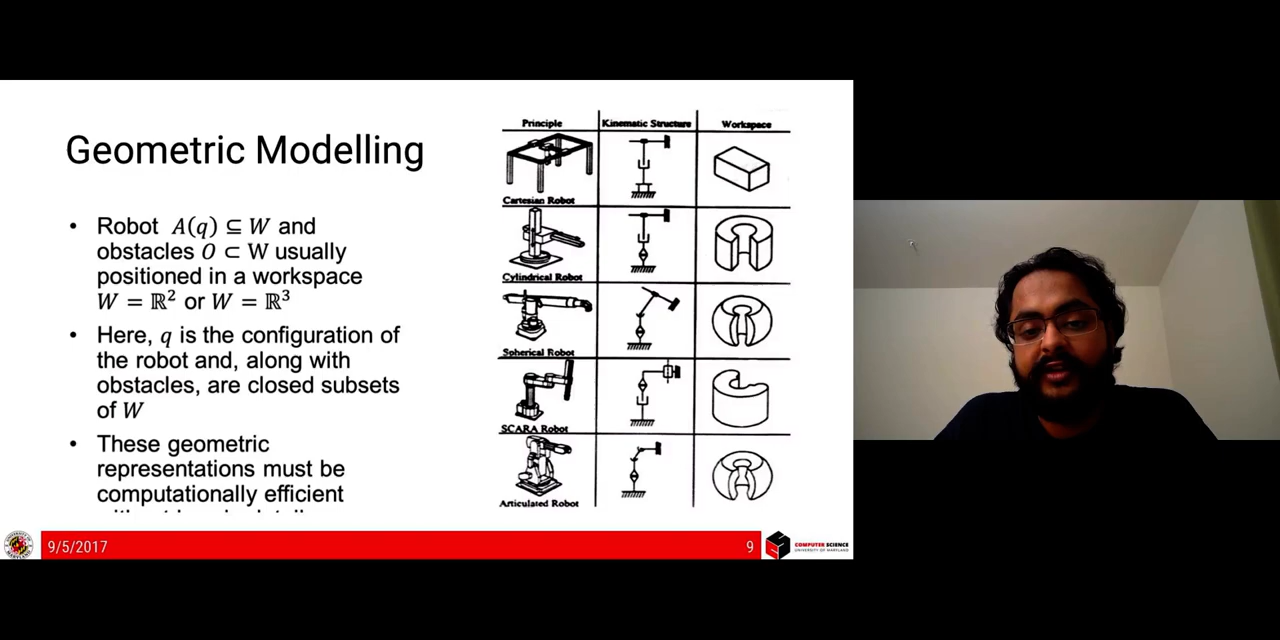 Geometric Modelling
• Robot A(q) ⊆ W and
obstacles O ⊂ W usually
positioned in a workspace
W = ℝ² or W = ℝ³
• Here, q is the configuration of
the robot and, along with
obstacles, are closed subsets
of W
• These geometric
representations must be
computationally efficient
Principle Kinematic Structure Workspace
Cartesian Robot
Cylindrical Robot
Spherical Robot
SCARA Robot
Articulated Robot
9/5/2017
9
COMPUTER SCIENCE
UNIVERSITY OF MARYLAND